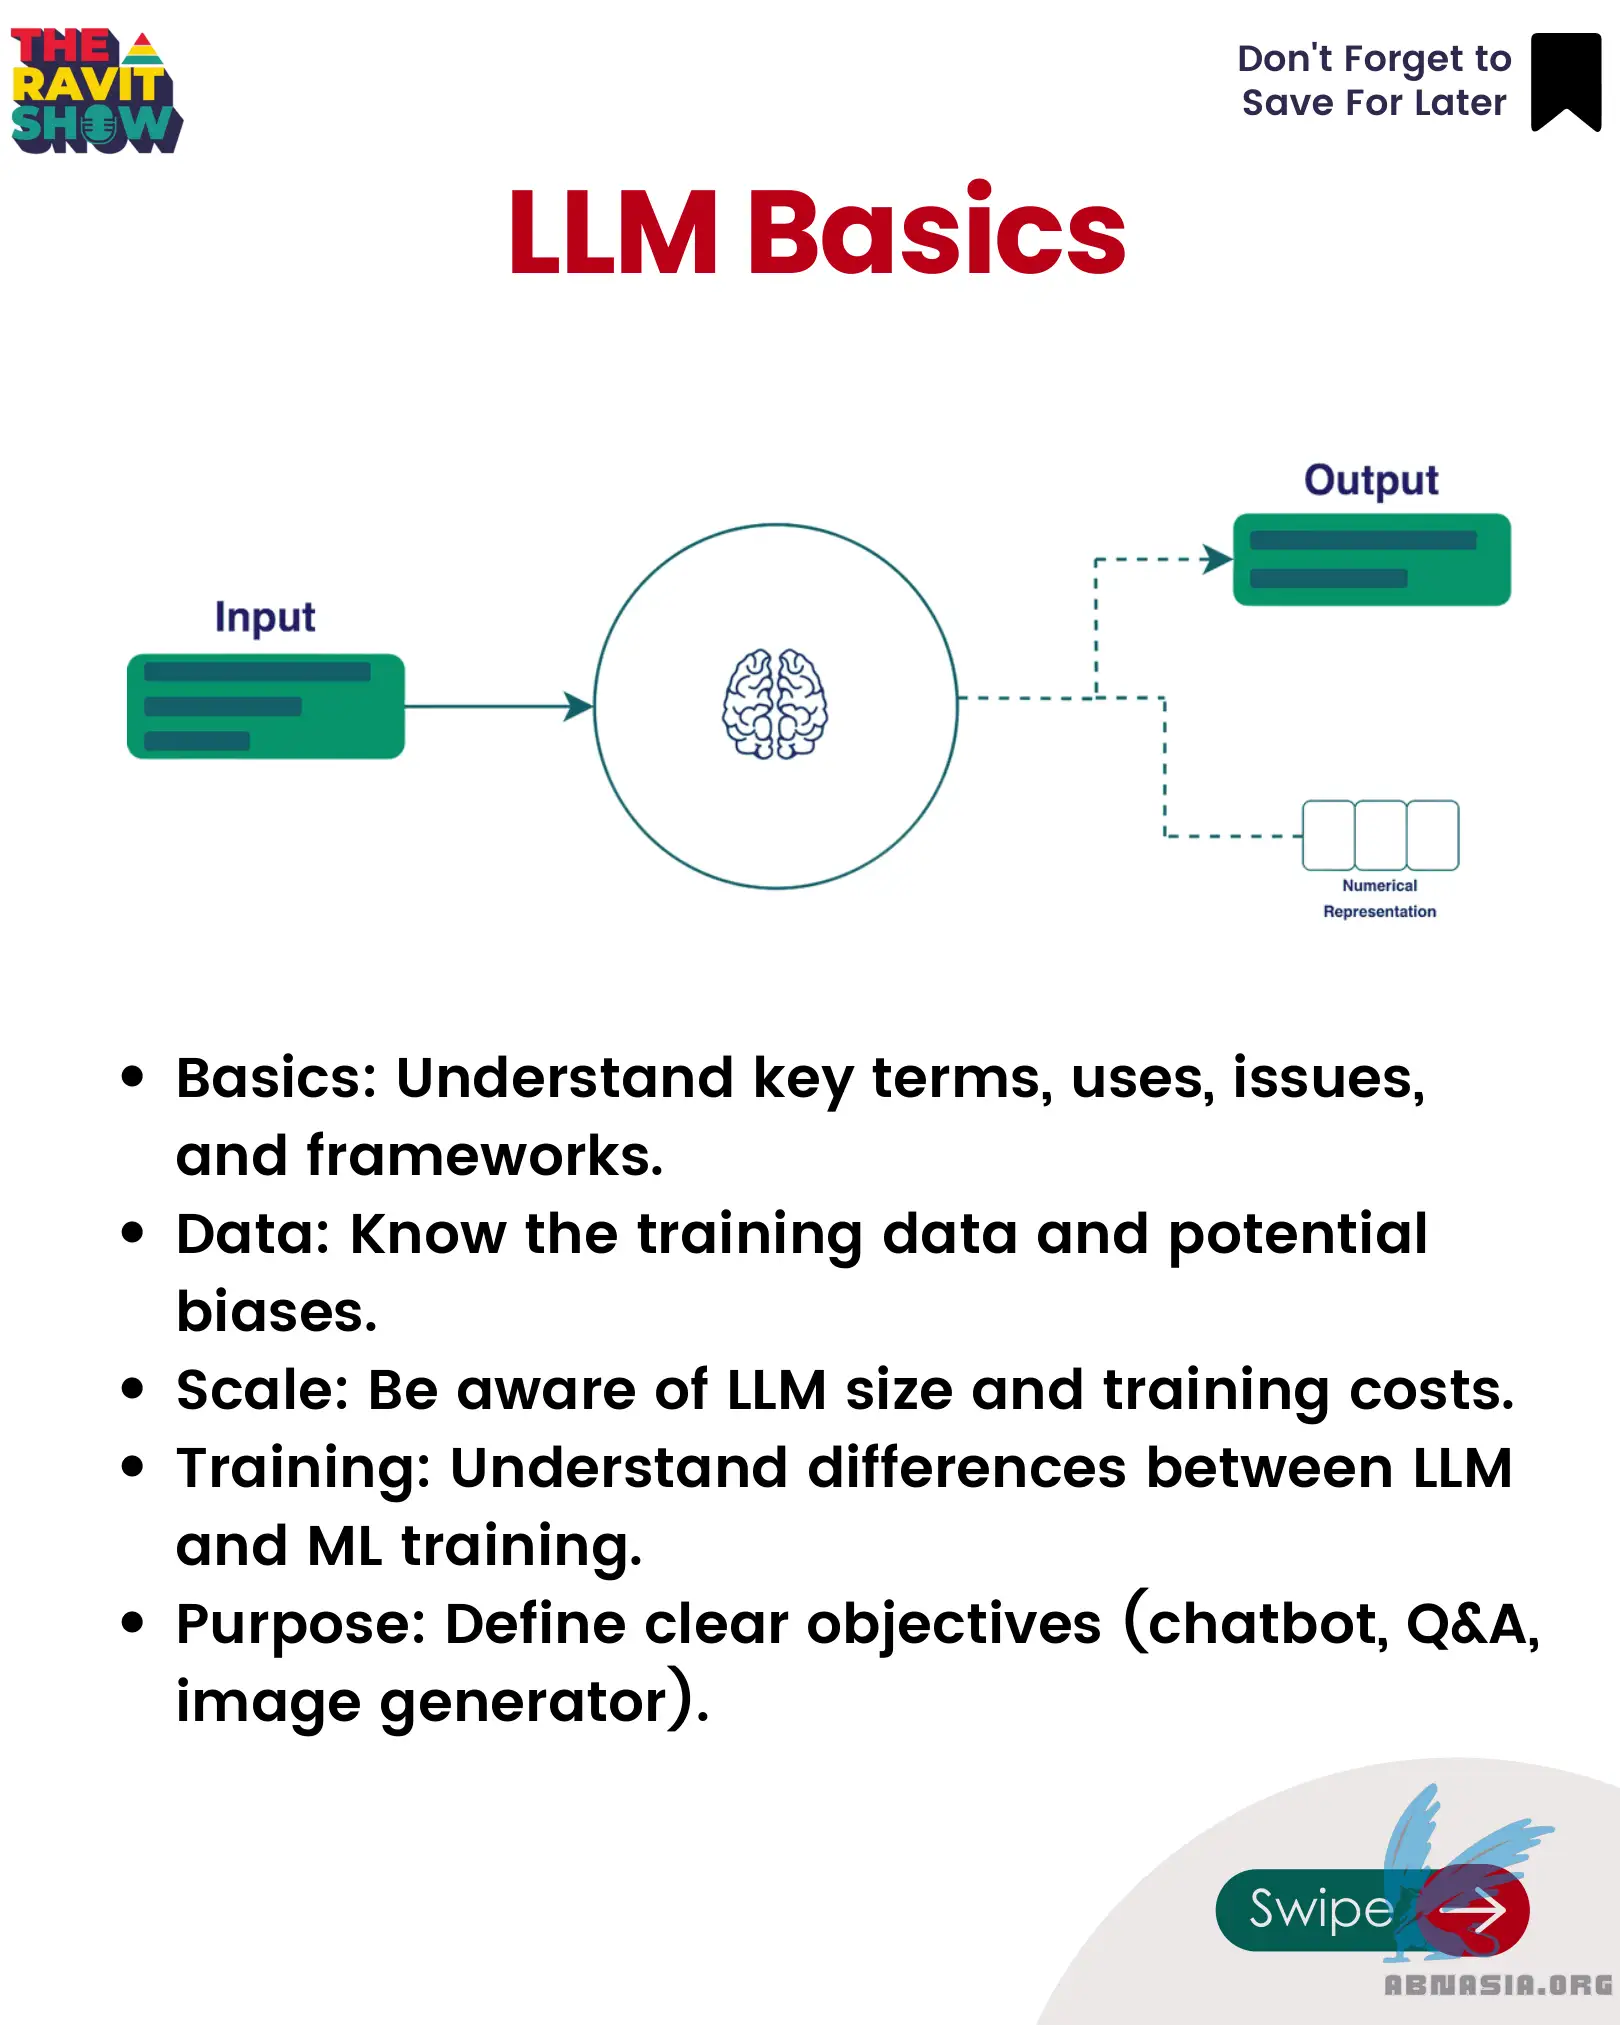 THE
RAVIT
SHOW
Don't Forget to
Save For Later
LLM Basics
Output
Input
Numerical
Representation
• Basics: Understand key terms, uses, issues,
and frameworks.
• Data: Know the training data and potential
biases.
• Scale: Be aware of LLM size and training costs.
• Training: Understand differences between LLM
and ML training.
• Purpose: Define clear objectives (chatbot, Q&A,
image generator).
Swipe
ABNASIA.ORG